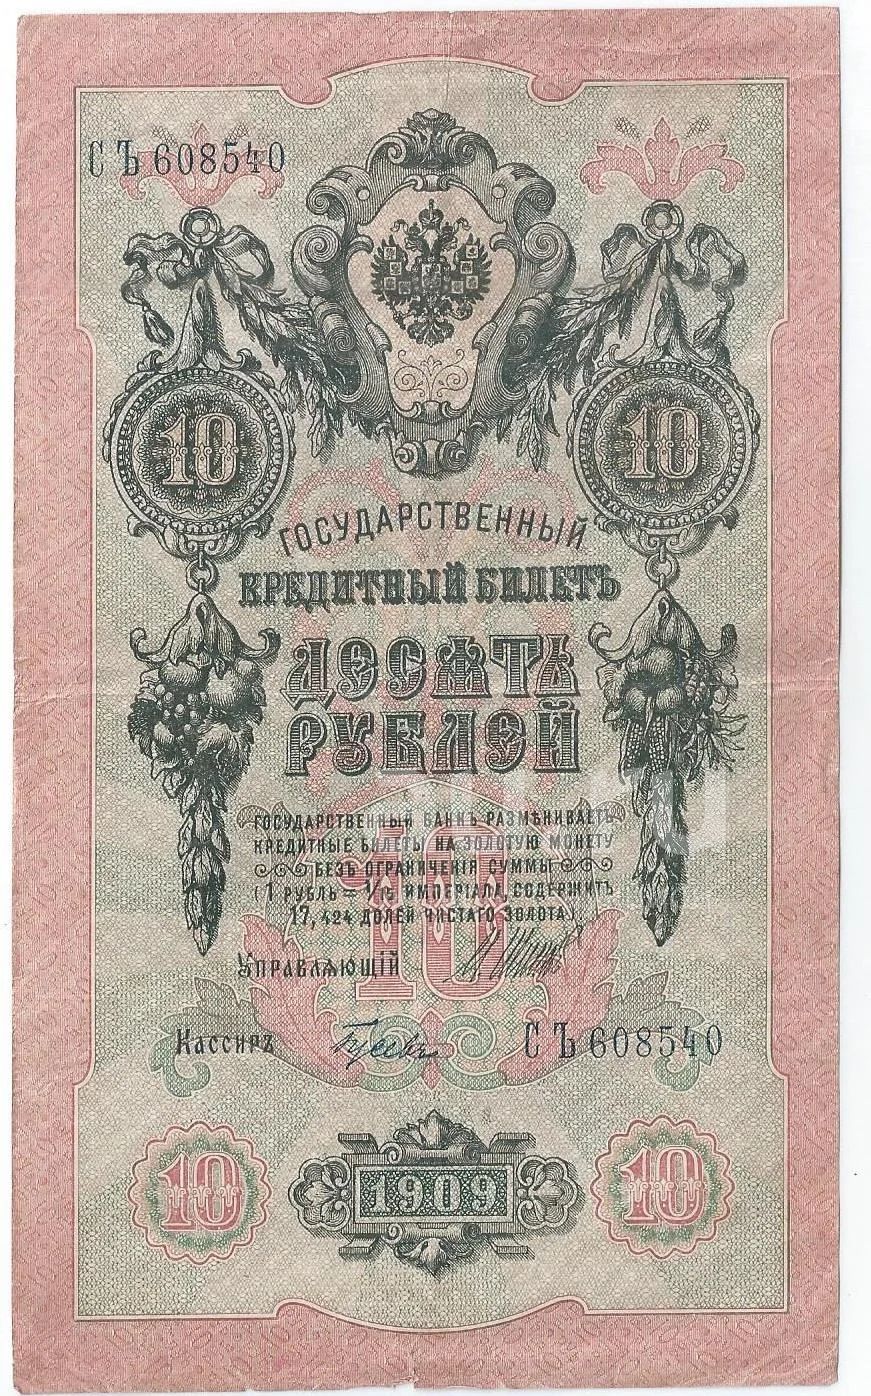 СЪ 608540
10
10
ГОСУДАРСТВЕННЫЙ
КРЕДИТНЫЙ БИЛЕТЪ
ДЕСЯТЬ
РУБЛЕЙ
ГОСУДАРСТВЕННЫЙ БАНКЪ РАЗМѢНИВАЕТЪ
КРЕДИТНЫЕ БИЛЕТЫ НА ЗОЛОТУЮ МОНЕТУ
БЕЗЪ ОГРАНИЧЕНІЯ СУММЫ
(1 РУБЛЬ = 1/15 ИМПЕРІАЛА, СОДЕРЖИТЪ
17,424 ДОЛЕЙ ЧИСТАГО ЗОЛОТА).
10
УПРАВЛЯЮЩІЙ
КАССИРЪ
СЪ 608540
10
1909
10